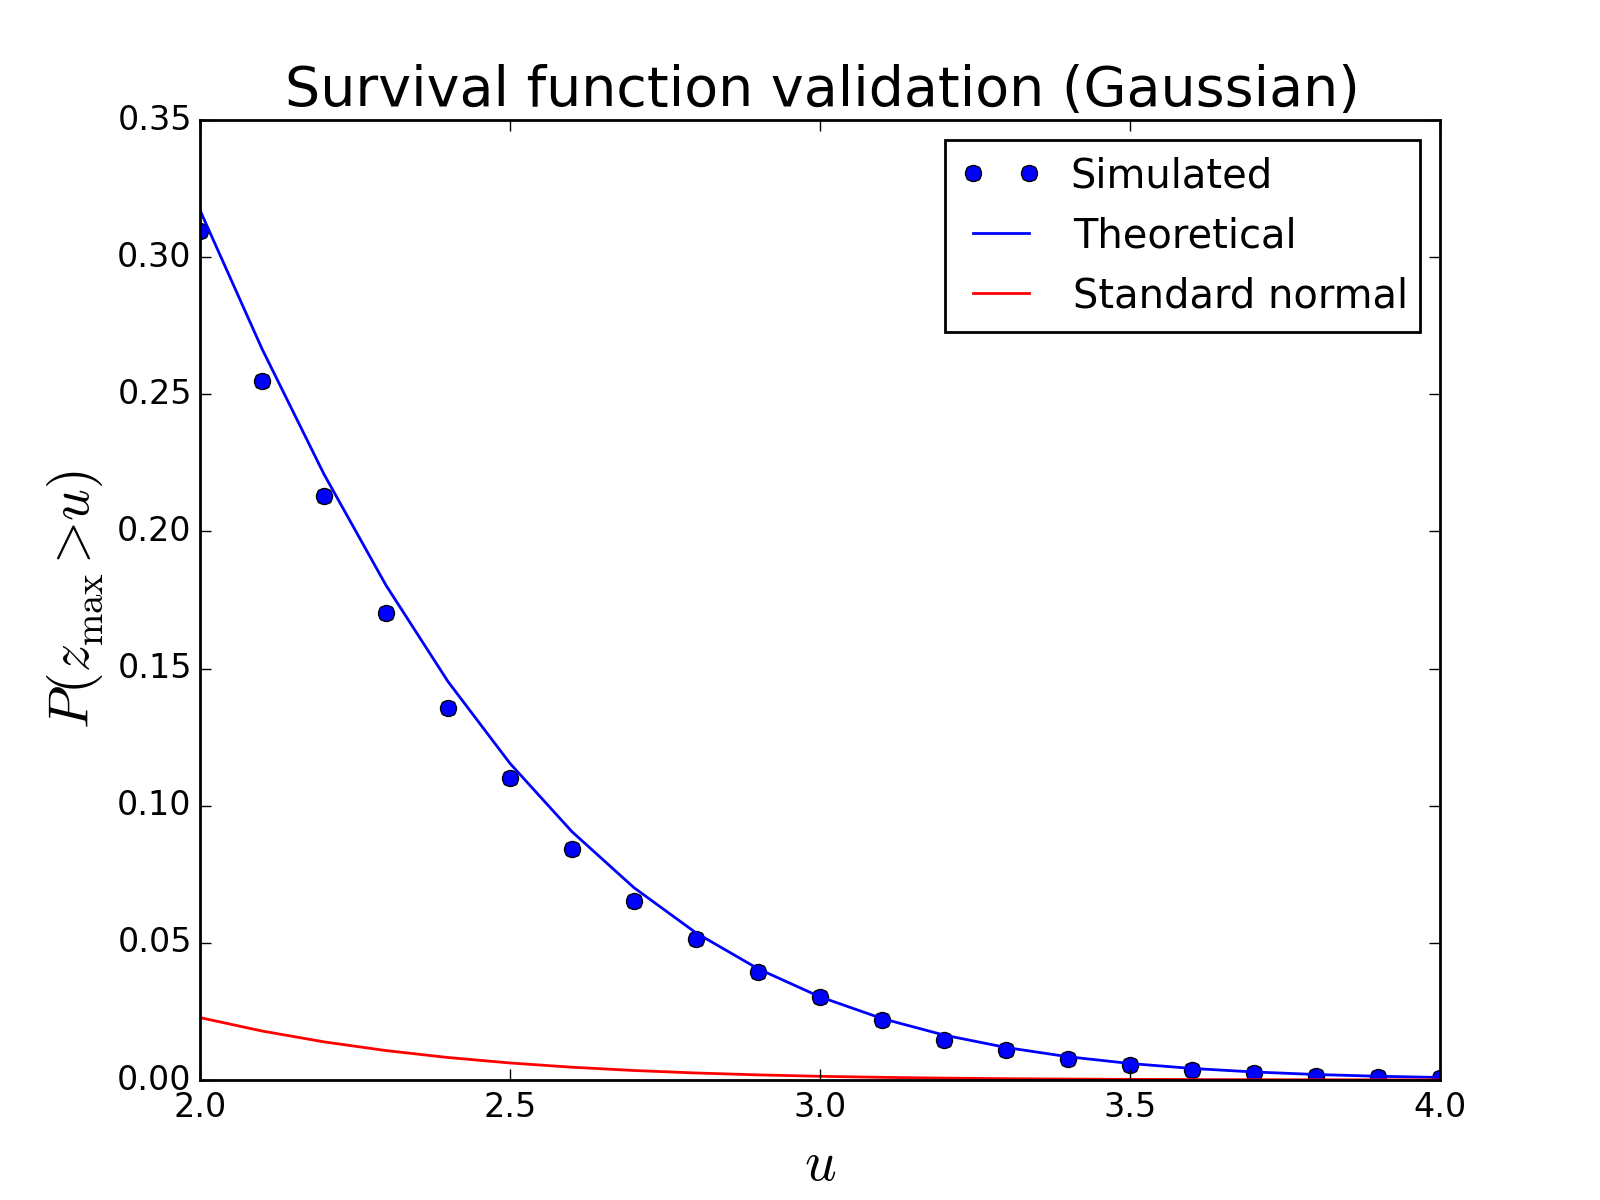 Survival function validation (Gaussian)
0.35
0.30
0.25
0.20
0.15
0.10
0.05
0.00
P(z_max > u)
Simulated
Theoretical
Standard normal
2.0 2.5 3.0 3.5 4.0
u